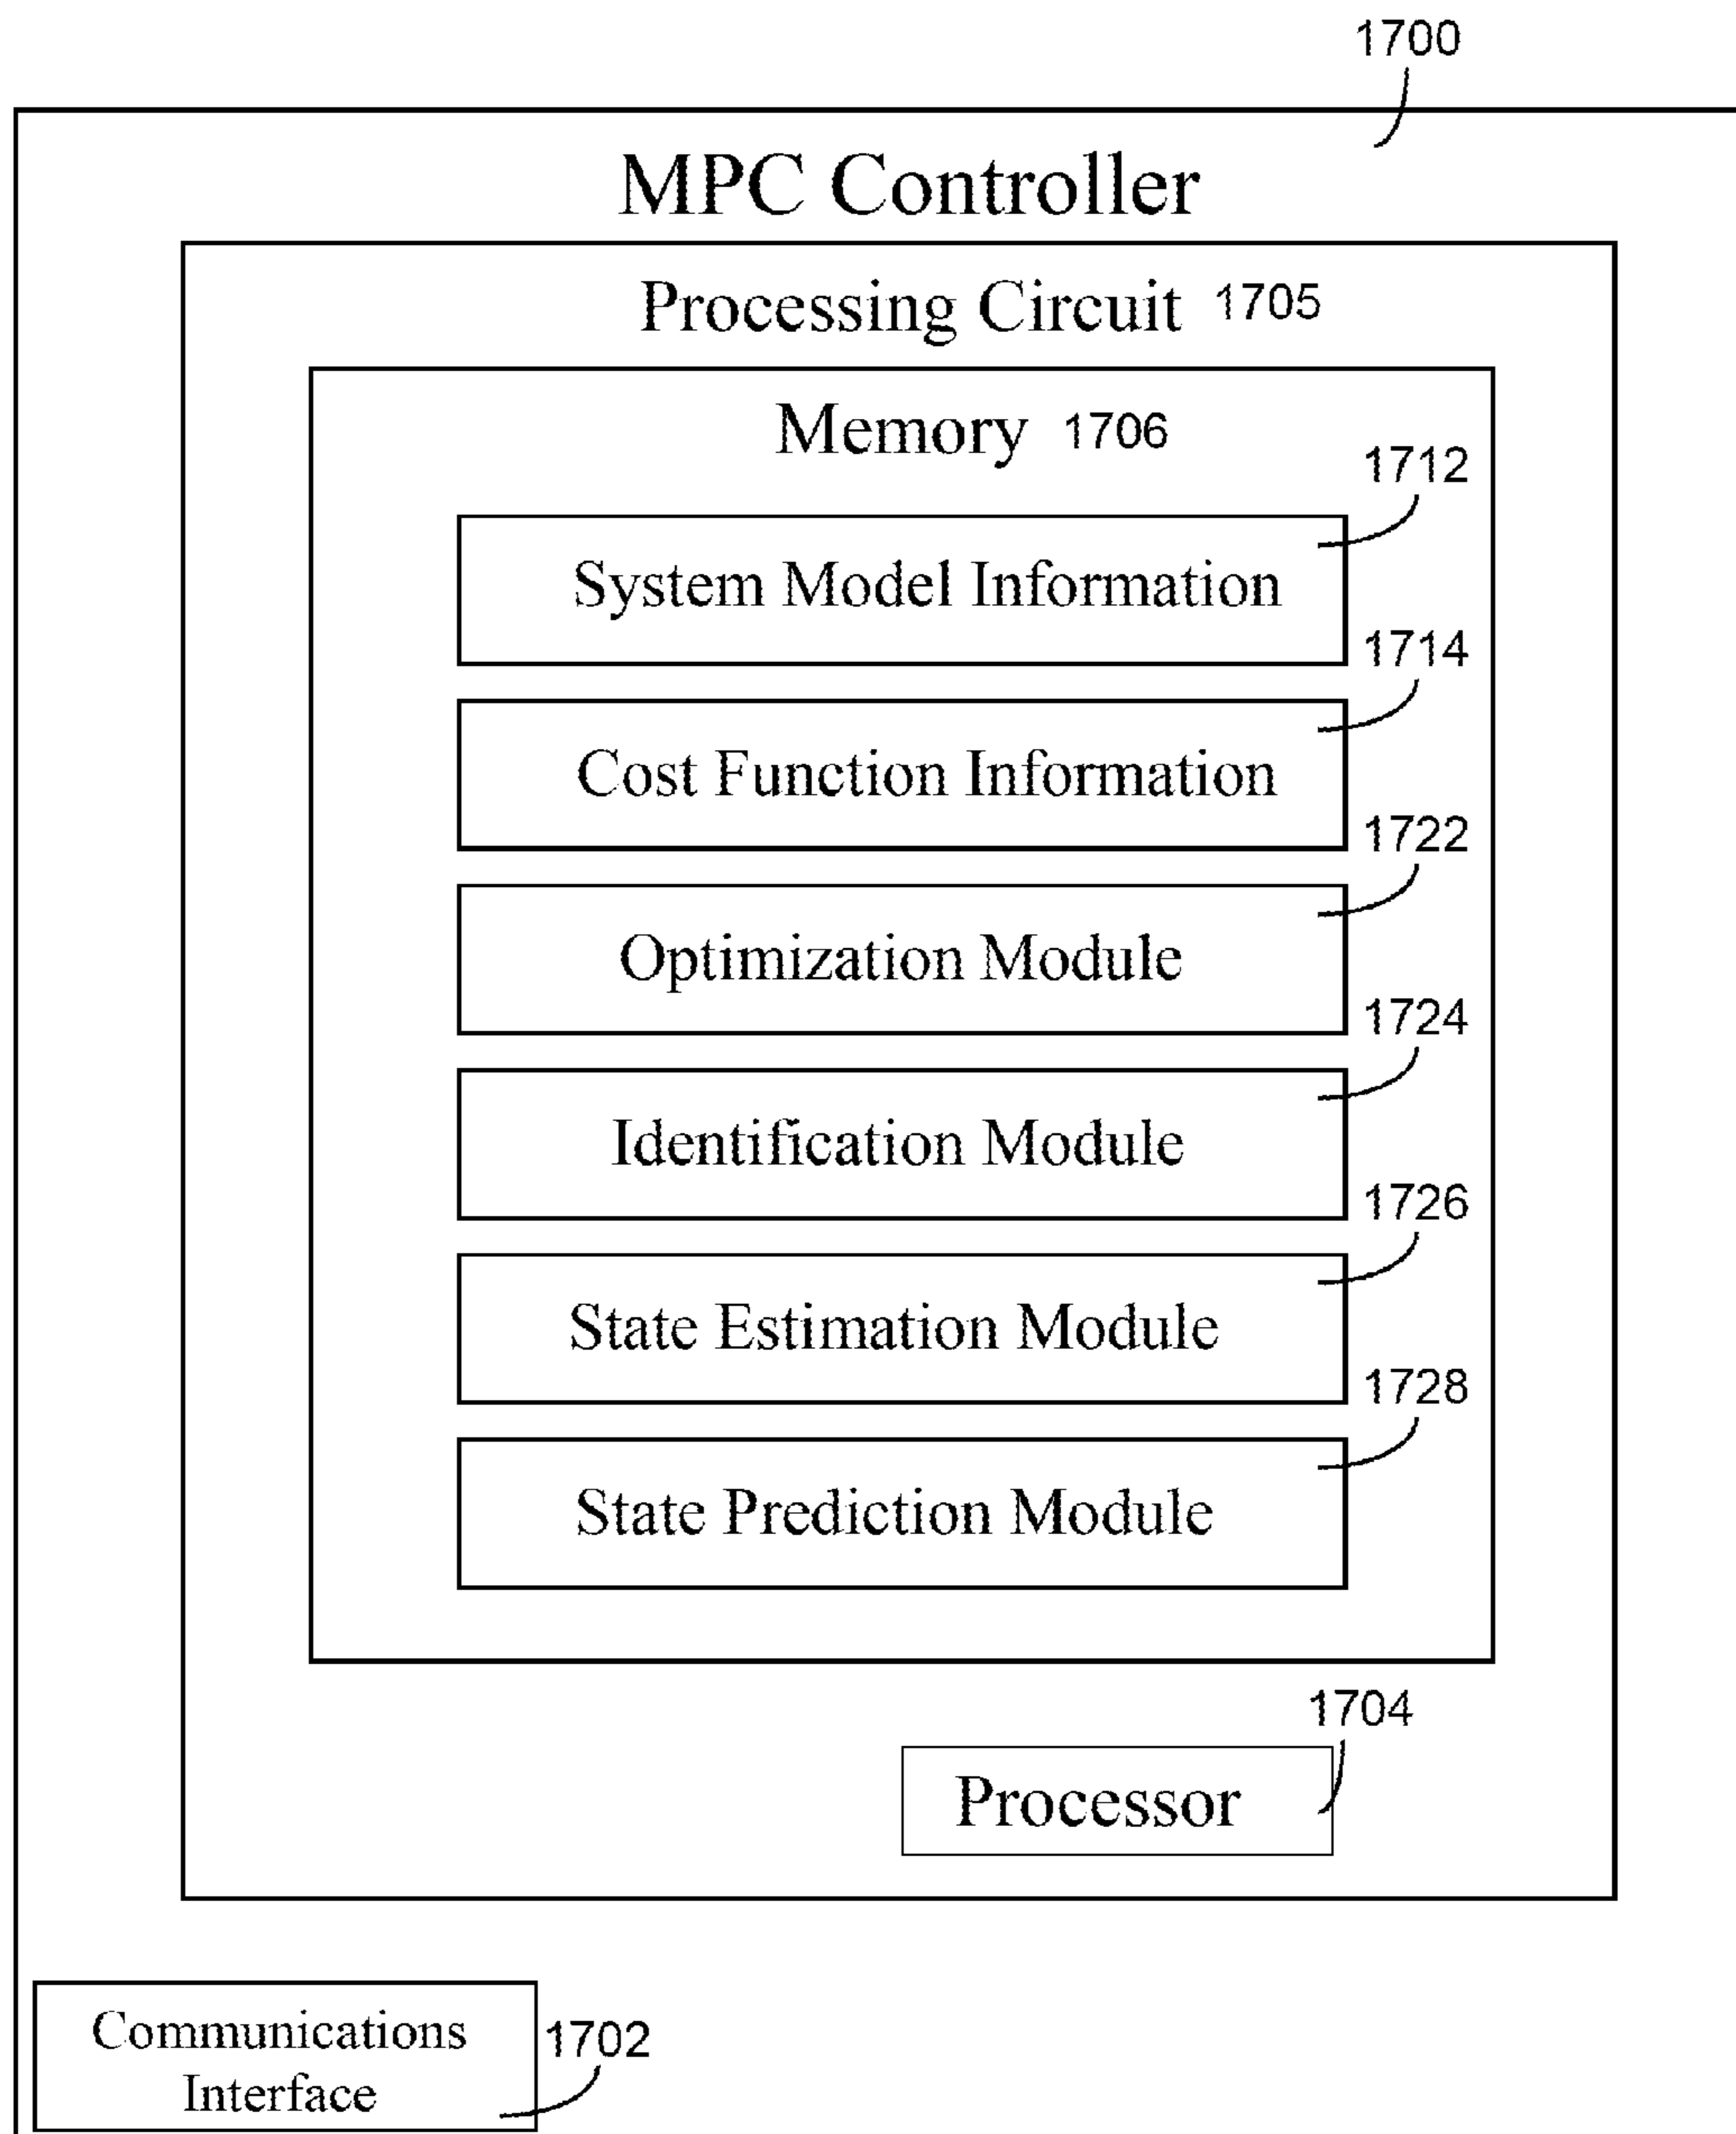 1700
MPC Controller
Processing Circuit 1705
Memory 1706
1712
System Model Information
1714
Cost Function Information
1722
Optimization Module
1724
Identification Module
1726
State Estimation Module
1728
State Prediction Module
1704
Processor
Communications
Interface
1702